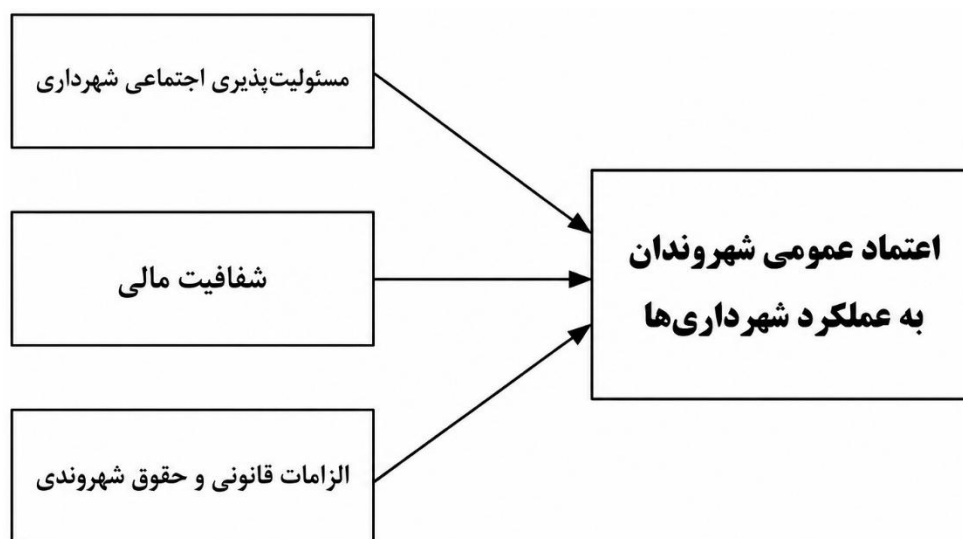 مسئولیت‌پذیری اجتماعی شهرداری
شفافیت مالی
الزامات قانونی و حقوق شهروندی
اعتماد عمومی شهروندان
به عملکرد شهرداری‌ها